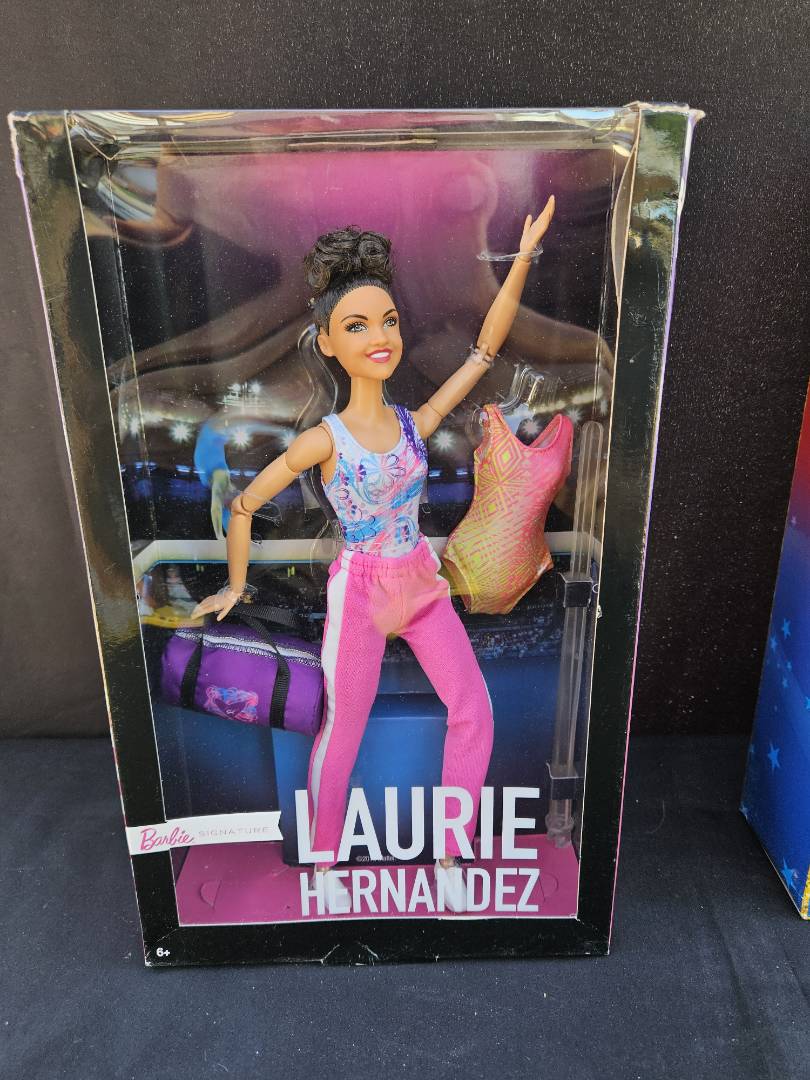 Barbie SIGNATURE
LAURIE
HERNANDEZ
6+